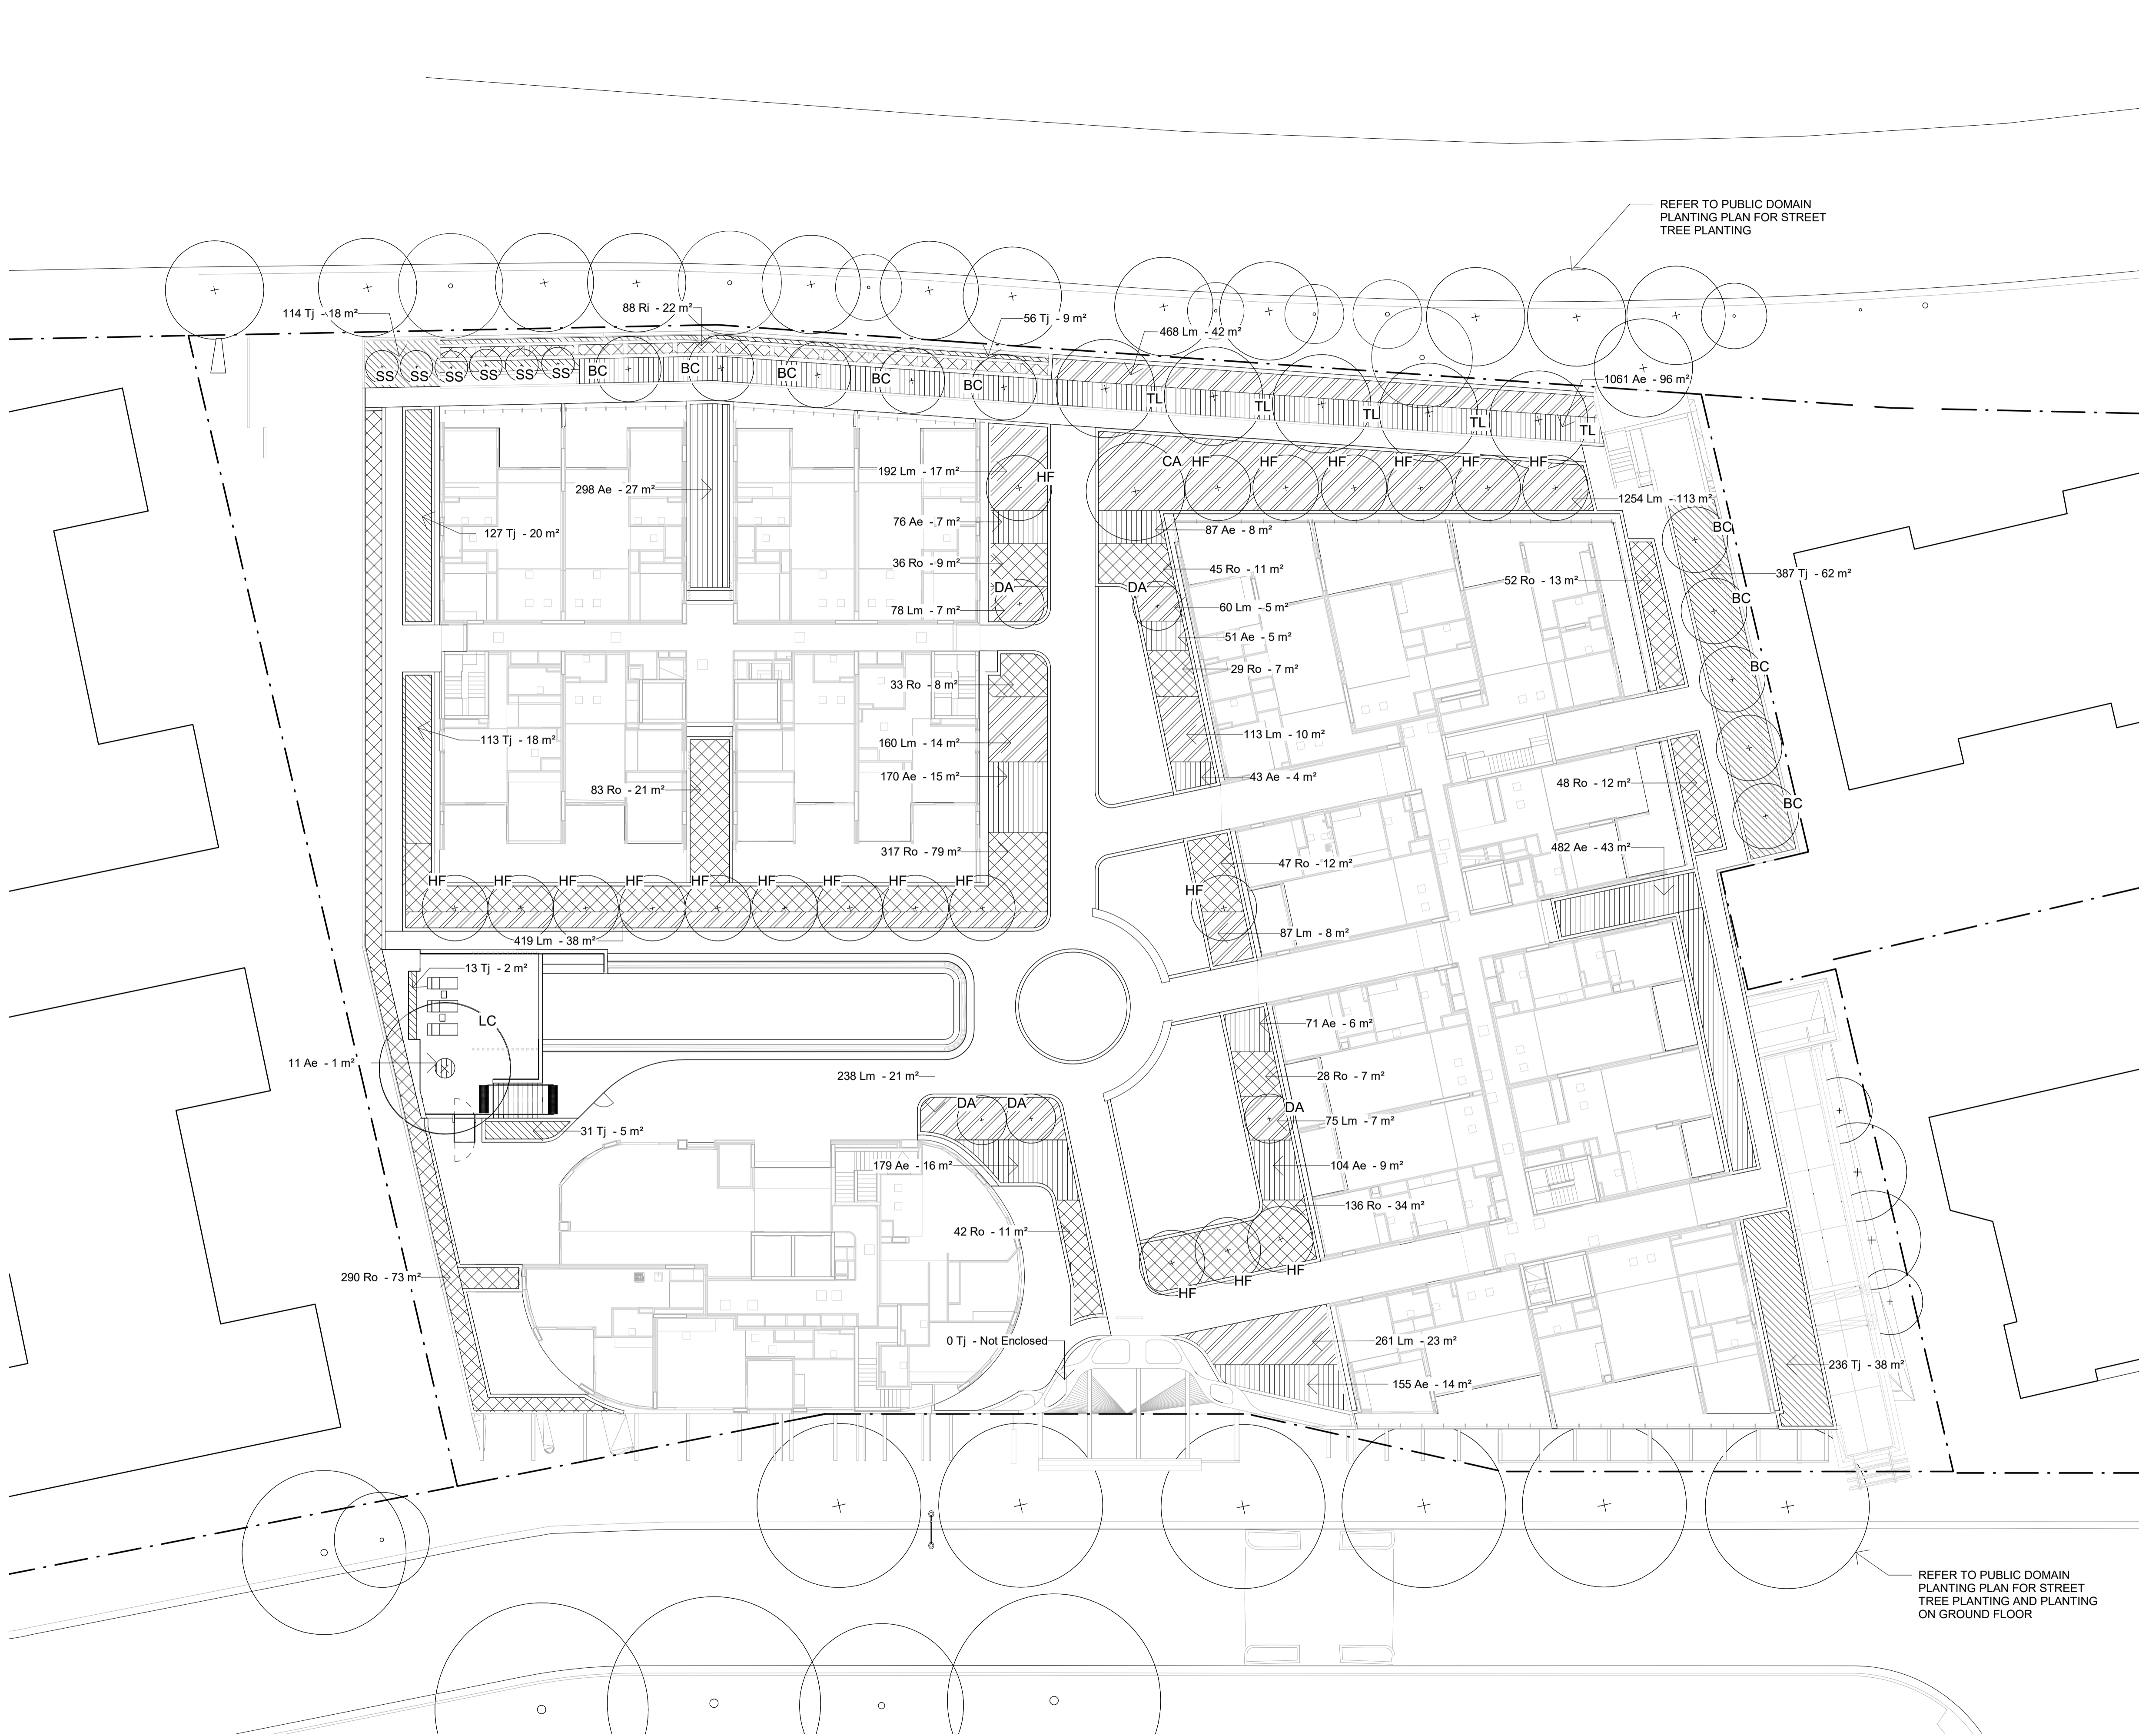 REFER TO PUBLIC DOMAIN
PLANTING PLAN FOR STREET
TREE PLANTING
88 Ri - 22 m²
114 Tj - 18 m²
56 Tj - 9 m²
468 Lm - 42 m²
SS
SS
SS
SS
SS
SS
BC
BC
BC
BC
BC
1061 Ae - 96 m²
TL
TL
TL
TL
TL
CA
HF
HF
HF
HF
HF
HF
192 Lm - 17 m²
HF
298 Ae - 27 m²
1254 Lm - 113 m²
76 Ae - 7 m²
87 Ae - 8 m²
BC
127 Tj - 20 m²
36 Ro - 9 m²
45 Ro - 11 m²
52 Ro - 13 m²
387 Tj - 62 m²
DA
DA
BC
78 Lm - 7 m²
60 Lm - 5 m²
51 Ae - 5 m²
29 Ro - 7 m²
BC
33 Ro - 8 m²
113 Tj - 18 m²
160 Lm - 14 m²
113 Lm - 10 m²
170 Ae - 15 m²
43 Ae - 4 m²
83 Ro - 21 m²
48 Ro - 12 m²
BC
317 Ro - 79 m²
482 Ae - 43 m²
47 Ro - 12 m²
HF
HF
HF
HF
HF
HF
HF
HF
HF
HF
419 Lm - 38 m²
87 Lm - 8 m²
13 Tj - 2 m²
LC
71 Ae - 6 m²
11 Ae - 1 m²
238 Lm - 21 m²
28 Ro - 7 m²
DA
DA
DA
31 Tj - 5 m²
75 Lm - 7 m²
179 Ae - 16 m²
104 Ae - 9 m²
136 Ro - 34 m²
42 Ro - 11 m²
290 Ro - 73 m²
HF
HF
HF
0 Tj - Not Enclosed
261 Lm - 23 m²
236 Tj - 38 m²
155 Ae - 14 m²
REFER TO PUBLIC DOMAIN
PLANTING PLAN FOR STREET
TREE PLANTING AND PLANTING
ON GROUND FLOOR